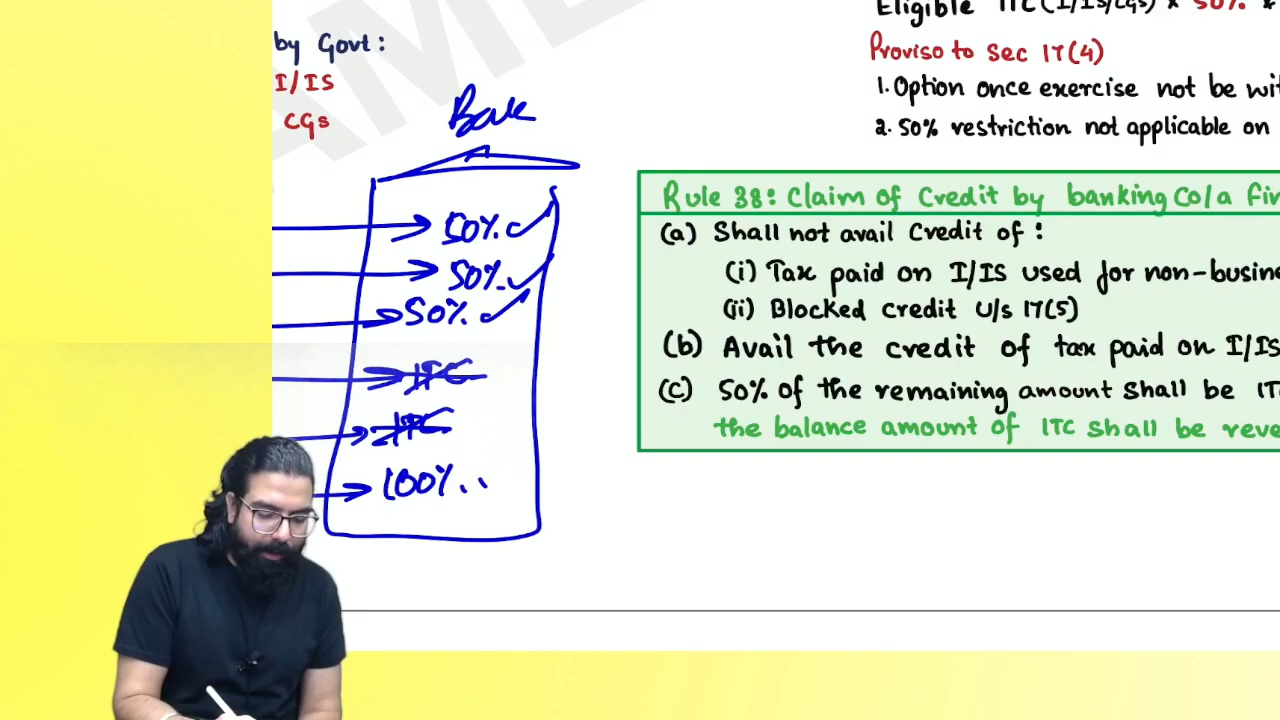 by Govt:
I/IS
CGs
Bank
50%
50%
50%
ITC
ITC
100%
Eligible ITC (I/IS/CGs) x 50% *
Proviso to Sec 17(4)
1. Option once exercise not be wit
2. 50% restriction not applicable on
Rule 38: Claim of Credit by banking Co/a fin
(a) Shall not avail Credit of :
(i) Tax paid on I/IS used for non-busine
(ii) Blocked credit U/s 17(5)
(b) Avail the credit of tax paid on I/IS
(c) 50% of the remaining amount shall be IT
the balance amount of ITC shall be reve